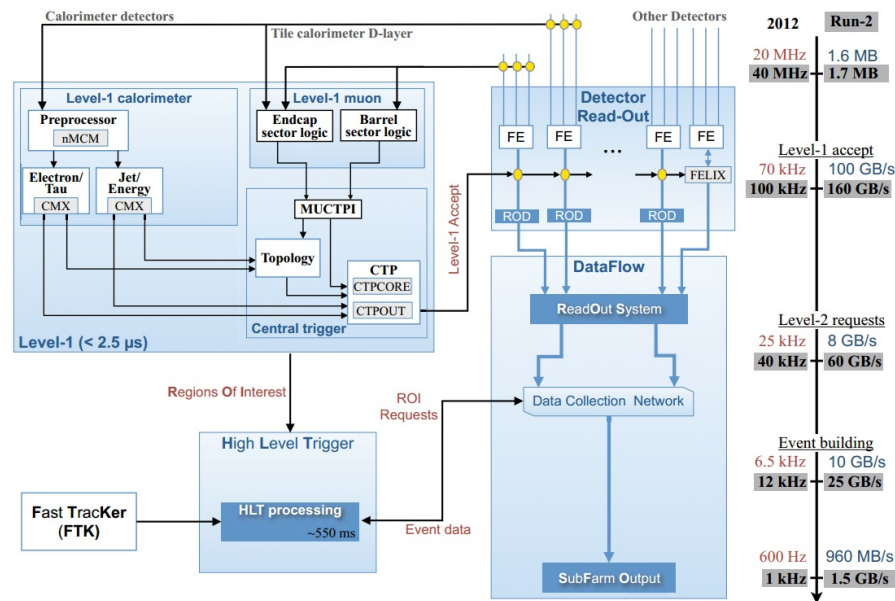 Calorimeter detectors
Tile calorimeter D-layer
Other Detectors
2012
Run-2
Level-1 calorimeter
Preprocessor
nMCM
Electron/
Tau
CMX
Jet/
Energy
CMX
Level-1 muon
Endcap
sector logic
Barrel
sector logic
MUCTPI
Topology
CTP
CTPCORE
CTPOUT
Central trigger
Level-1 (< 2.5 µs)
Level-1 Accept
Detector
Read-Out
FE
FE
FE
FE
...
FELIX
ROD
ROD
ROD
DataFlow
ReadOut System
Data Collection Network
SubFarm Output
Regions Of Interest
ROI
Requests
High Level Trigger
HLT processing
~550 ms
Event data
Fast TracKer
(FTK)
20 MHz 1.6 MB
40 MHz 1.7 MB
Level-1 accept
70 kHz 100 GB/s
100 kHz 160 GB/s
Level-2 requests
25 kHz 8 GB/s
40 kHz 60 GB/s
Event building
6.5 kHz 10 GB/s
12 kHz 25 GB/s
600 Hz 960 MB/s
1 kHz 1.5 GB/s